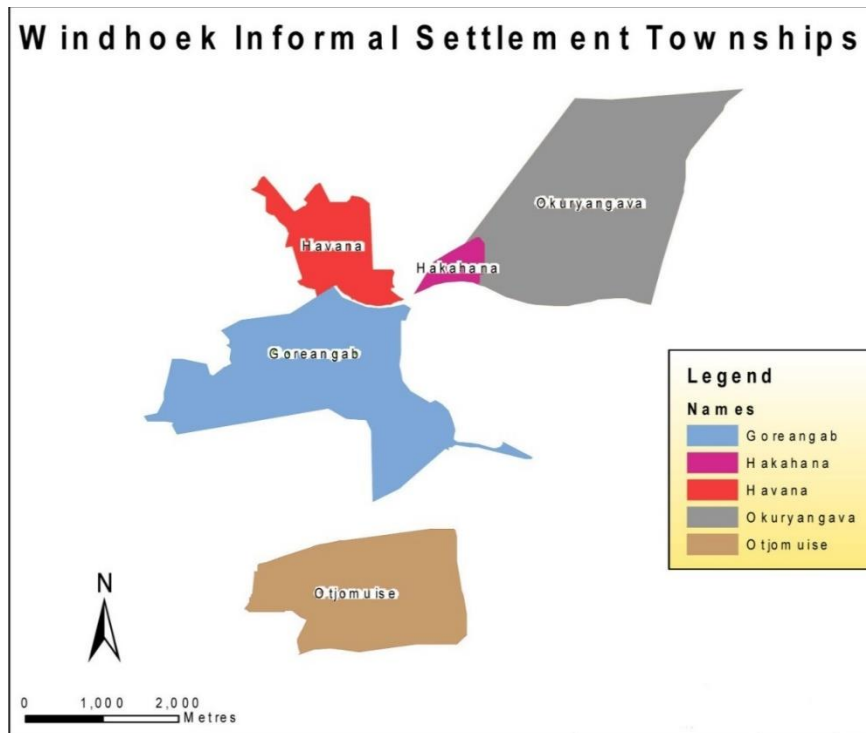 Windhoek Informal Settlement Townships
Okuryangava
Havana
Hakahana
Goreangab
Legend
Names
Goreangab
Hakahana
Havana
Okuryangava
Otjomuise
Otjomuise
N
0 1,000 2,000
Metres